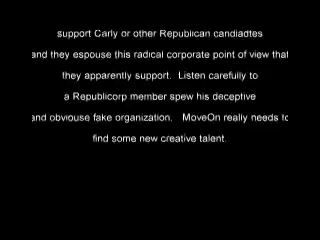 support Carly or other Republican candiadtes
and they espouse this radical corporate point of view that
they apparently support. Listen carefully to
a Republicorp member spew his deceptive
and obviouse fake organization. MoveOn really needs to
find some new creative talent.